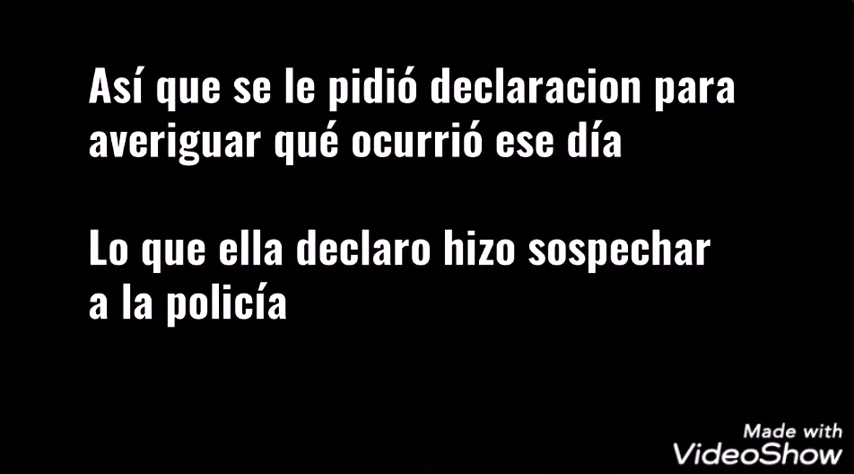 Así que se le pidió declaracion para
averiguar qué ocurrió ese día
Lo que ella declaro hizo sospechar
a la policía
Made with
VideoShow